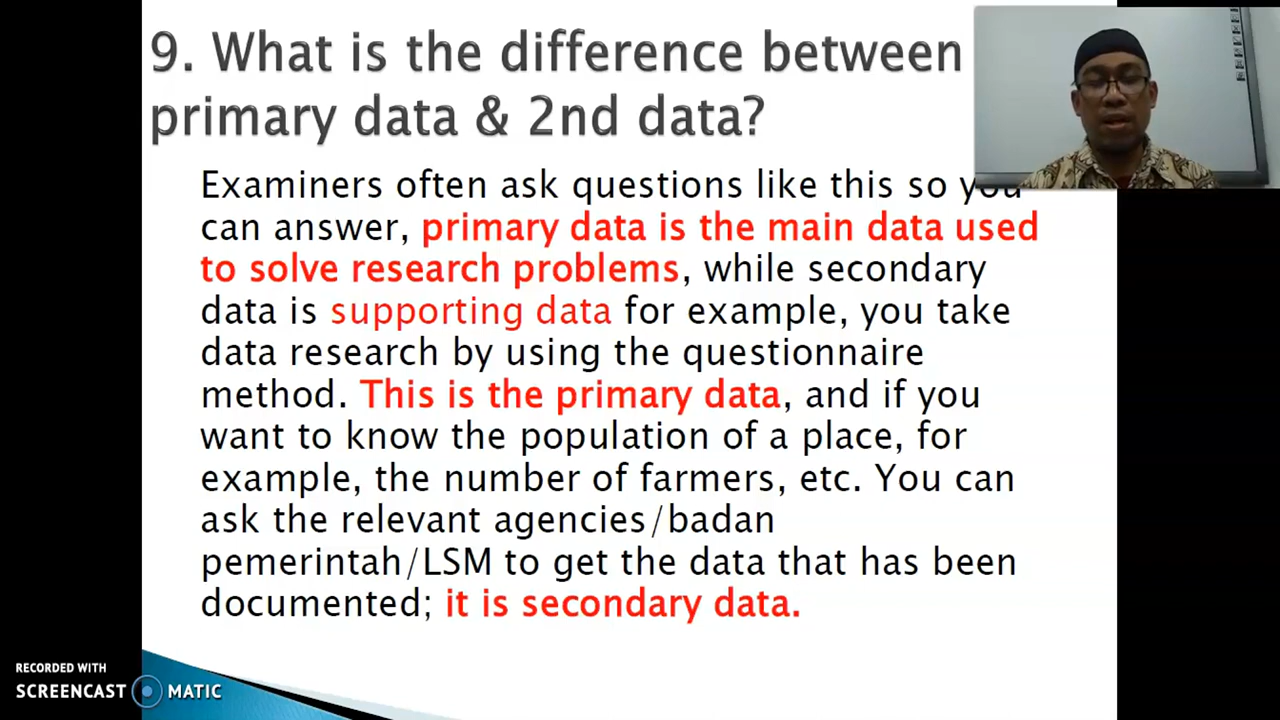 9. What is the difference between
primary data & 2nd data?
Examiners often ask questions like this so you
can answer, primary data is the main data used
to solve research problems, while secondary
data is supporting data for example, you take
data research by using the questionnaire
method. This is the primary data, and if you
want to know the population of a place, for
example, the number of farmers, etc. You can
ask the relevant agencies/badan
pemerintah/LSM to get the data that has been
documented; it is secondary data.
RECORDED WITH
SCREENCAST MATIC